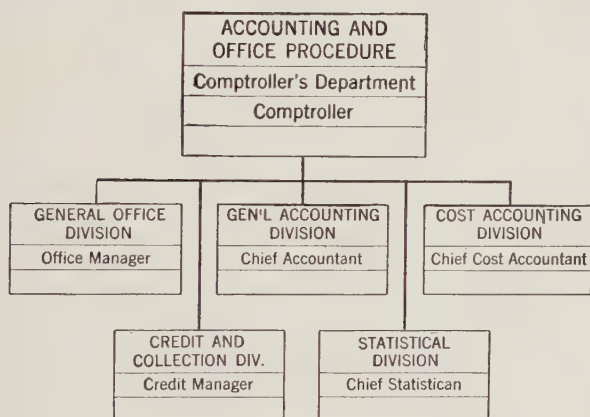 ACCOUNTING AND
OFFICE PROCEDURE
Comptroller's Department
Comptroller
GENERAL OFFICE
DIVISION
Office Manager
GEN'L ACCOUNTING
DIVISION
Chief Accountant
COST ACCOUNTING
DIVISION
Chief Cost Accountant
CREDIT AND
COLLECTION DIV.
Credit Manager
STATISTICAL
DIVISION
Chief Statistican